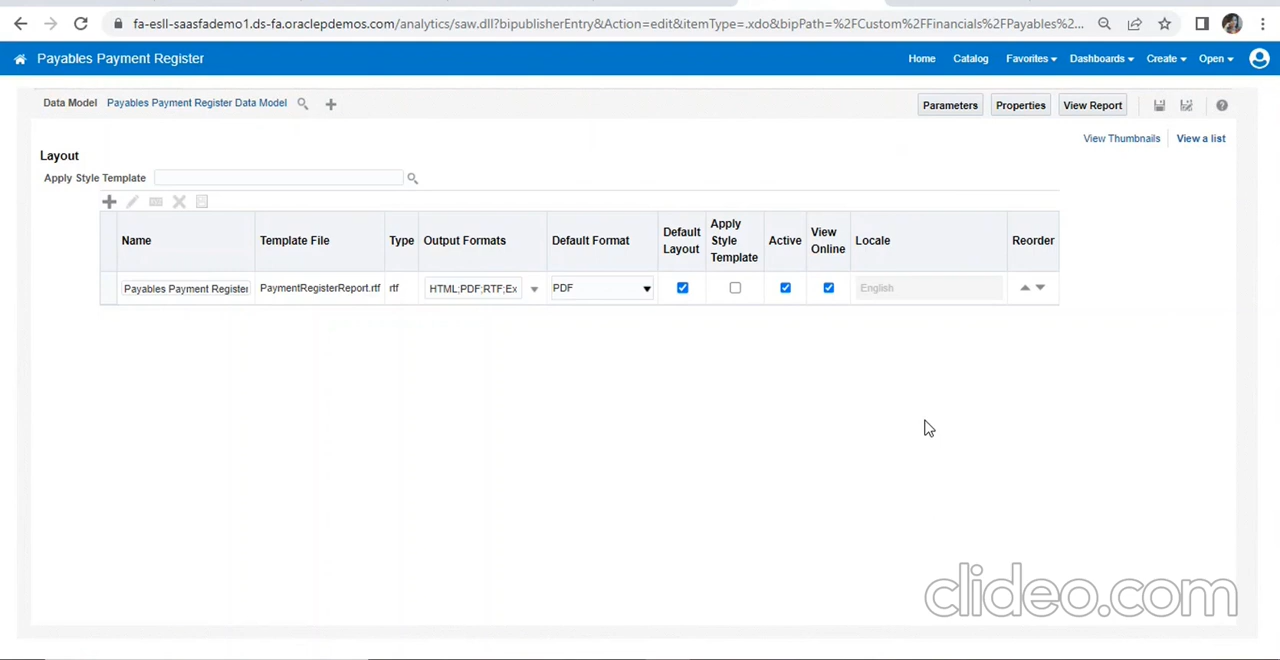 fa-esll-saasfademo1.ds-fa.oraclepdemos.com/analytics/saw.dll?bipublisherEntry&Action=edit&itemType=.xdo&bipPath=%2FCustom%2FFinancials%2FPayables%2...
Payables Payment Register
Home Catalog Favorites Dashboards Create Open
Data Model Payables Payment Register Data Model
Parameters Properties View Report
View Thumbnails View a list
Layout
Apply Style Template
Name Template File Type Output Formats Default Format Default Layout Apply Style Template Active View Online Locale Reorder
Payables Payment Register PaymentRegisterReport.rtf rtf HTML;PDF;RTF;Ex PDF English
clideo.com